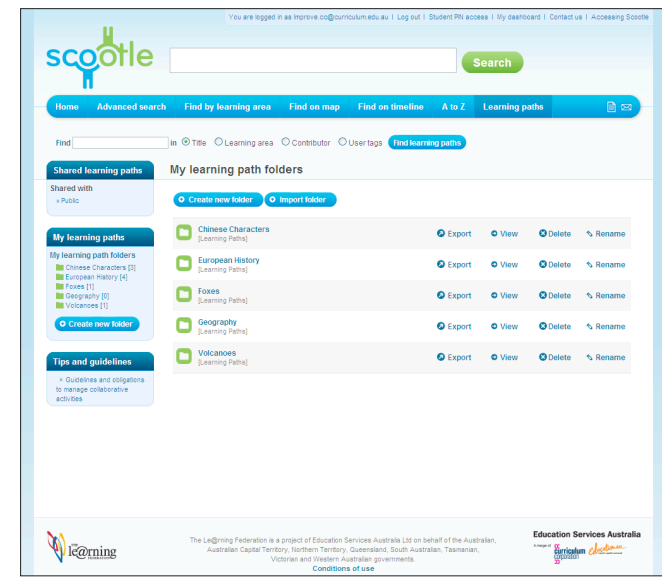 You are logged in as improve.cc@curriculum.edu.au | Log out | Student PIN access | My dashboard | Contact us | Accessing Scootle
scootle
Search
Home Advanced search Find by learning area Find on map Find on timeline A to Z Learning paths
Find in Title Learning area Contributor User tags Find learning paths
Shared learning paths
Shared with
» Public
My learning paths
My learning path folders
Chinese Characters [3]
European History [4]
Foxes [1]
Geography [0]
Volcanoes [1]
Create new folder
Tips and guidelines
» Guidelines and obligations
to manage collaborative
activities
My learning path folders
Create new folder Import folder
Chinese Characters
[Learning Paths]
Export View Delete Rename
European History
[Learning Paths]
Export View Delete Rename
Foxes
[Learning Paths]
Export View Delete Rename
Geography
[Learning Paths]
Export View Delete Rename
Volcanoes
[Learning Paths]
Export View Delete Rename
le@rning
The Le@rning Federation is a project of Education Services Australia Ltd on behalf of the Australian,
Australian Capital Territory, Northern Territory, Queensland, South Australian, Tasmanian,
Victorian and Western Australian governments.
Conditions of use
Education Services Australia
curriculum
corporation